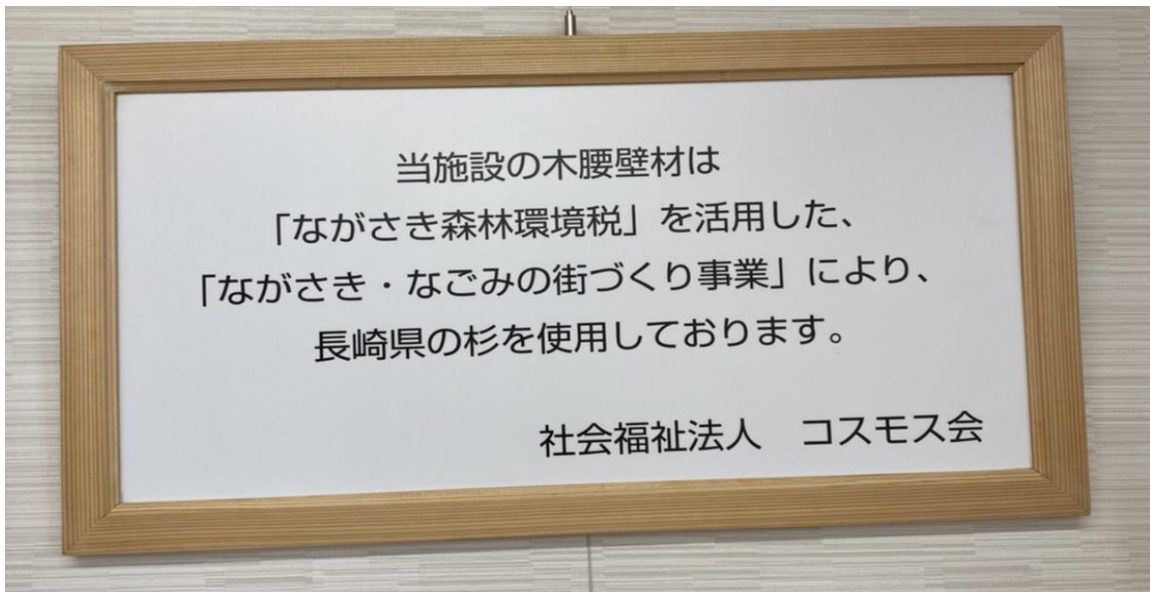 当施設の木腰壁材は
「ながさき森林環境税」を活用した、
「ながさき・なごみの街づくり事業」により、
長崎県の杉を使用しております。
社会福祉法人　コスモス会